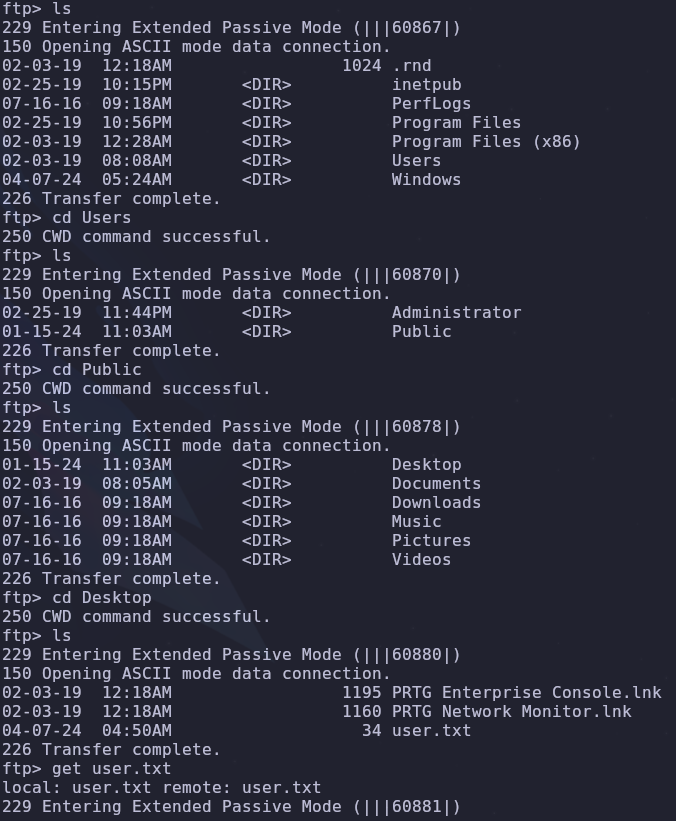 ftp> ls
229 Entering Extended Passive Mode (|||60867|)
150 Opening ASCII mode data connection.
02-03-19  12:18AM                 1024 .rnd
02-25-19  10:15PM       <DIR>          inetpub
07-16-16  09:18AM       <DIR>          PerfLogs
02-25-19  10:56PM       <DIR>          Program Files
02-03-19  12:28AM       <DIR>          Program Files (x86)
02-03-19  08:08AM       <DIR>          Users
04-07-24  05:24AM       <DIR>          Windows
226 Transfer complete.
ftp> cd Users
250 CWD command successful.
ftp> ls
229 Entering Extended Passive Mode (|||60870|)
150 Opening ASCII mode data connection.
02-25-19  11:44PM       <DIR>          Administrator
01-15-24  11:03AM       <DIR>          Public
226 Transfer complete.
ftp> cd Public
250 CWD command successful.
ftp> ls
229 Entering Extended Passive Mode (|||60878|)
150 Opening ASCII mode data connection.
01-15-24  11:03AM       <DIR>          Desktop
02-03-19  08:05AM       <DIR>          Documents
07-16-16  09:18AM       <DIR>          Downloads
07-16-16  09:18AM       <DIR>          Music
07-16-16  09:18AM       <DIR>          Pictures
07-16-16  09:18AM       <DIR>          Videos
226 Transfer complete.
ftp> cd Desktop
250 CWD command successful.
ftp> ls
229 Entering Extended Passive Mode (|||60880|)
150 Opening ASCII mode data connection.
02-03-19  12:18AM                 1195 PRTG Enterprise Console.lnk
02-03-19  12:18AM                 1160 PRTG Network Monitor.lnk
04-07-24  04:50AM                   34 user.txt
226 Transfer complete.
ftp> get user.txt
local: user.txt remote: user.txt
229 Entering Extended Passive Mode (|||60881|)